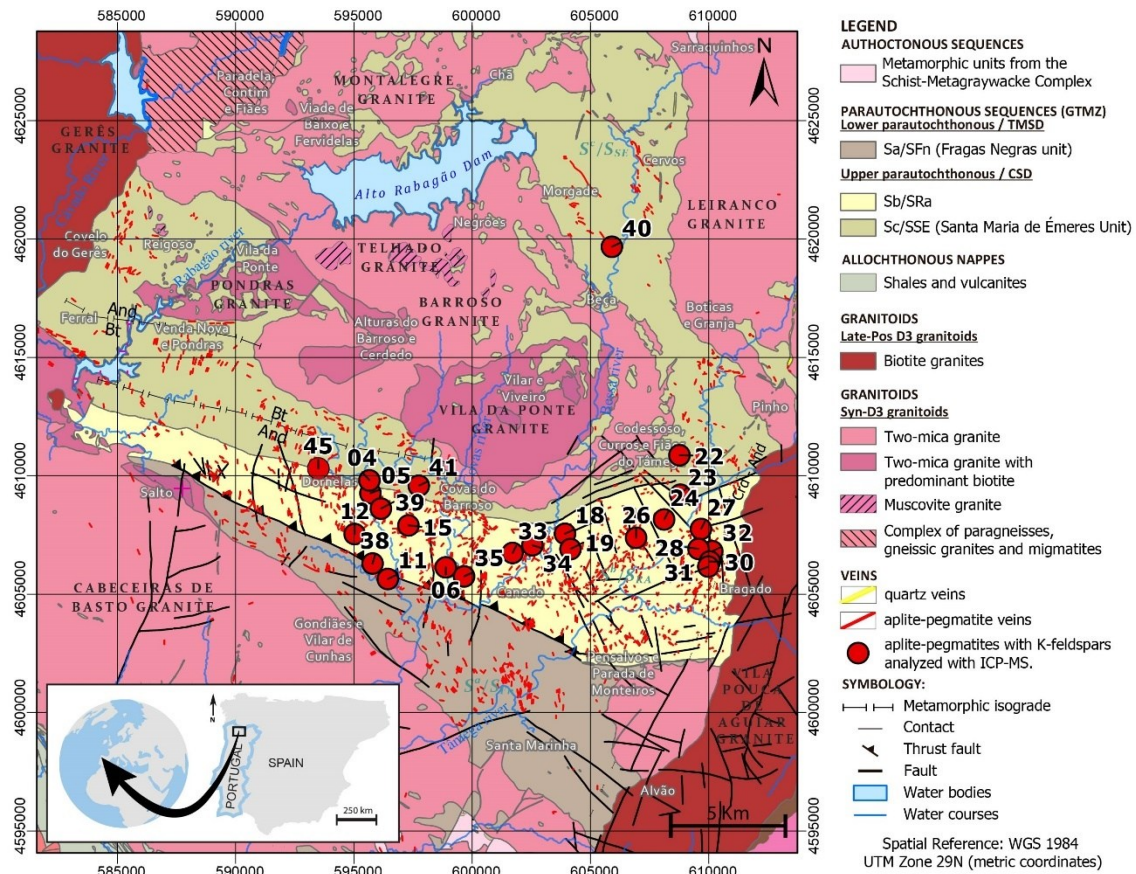 585000 590000 595000 600000 605000 610000
4625000
4620000
4615000
4610000
4605000
4600000
4595000
Sarraquinhos
N
Chã
MONTALEGRE
GRANITE
Paradela,
Contim
e Fiães
Viade de
Baixo e
Fervidelas
GERÊS
GRANITE
Alto Rabagão Dam
Sᶜ/S_SE
Cervos
Morgade
LEIRANCO
GRANITE
Negrões
40
Covelo
do Gerês
Reigoso
Rabagão river
Vila da
Ponte
TELHADO
GRANITE
PONDRAS
GRANITE
BARROSO
GRANITE
Beça
Boticas
e Granja
Ferral
And
Bt
Venda Nova
e Pondras
Alturas do
Barroso e
Cerdedo
Vilar e
Viveiro
VILA DA PONTE
GRANITE
Pinho
Bt
And
Codessoso,
Curros e Fiães
do Tâmega
45
04
05
41
22
23
24
27
Salto
Dornelas
Covas do
Barroso
12
39
15
38
11
06
35
33
34
18
19
26
28
32
31
30
Canedo
Bragado
CABECEIRAS DE
BASTO GRANITE
Gondiães e
Vilar de
Cunhas
Pensalvos e
Parada de
Monteiros
VILA
POUCA
DE
AGUIAR
GRANITE
Santa Marinha
Alvão
5 Km
N
PORTUGAL
SPAIN
250 km
585000 590000 595000 600000 605000 610000
LEGEND
AUTHOCTONOUS SEQUENCES
Metamorphic units from the
Schist-Metagraywacke Complex
PARAUTOCHTHONOUS SEQUENCES (GTMZ)
Lower parautochthonous / TMSD
Sa/SFn (Fragas Negras unit)
Upper parautochthonous / CSD
Sb/SRa
Sc/SSE (Santa Maria de Émeres Unit)
ALLOCHTHONOUS NAPPES
Shales and vulcanites
GRANITOIDS
Late-Pos D3 granitoids
Biotite granites
GRANITOIDS
Syn-D3 granitoids
Two-mica granite
Two-mica granite with
predominant biotite
Muscovite granite
Complex of paragneisses,
gneissic granites and migmatites
VEINS
quartz veins
aplite-pegmatite veins
aplite-pegmatites with K-feldspars
analyzed with ICP-MS.
SYMBOLOGY:
Metamorphic isograde
Contact
Thrust fault
Fault
Water bodies
Water courses
Spatial Reference: WGS 1984
UTM Zone 29N (metric coordinates)